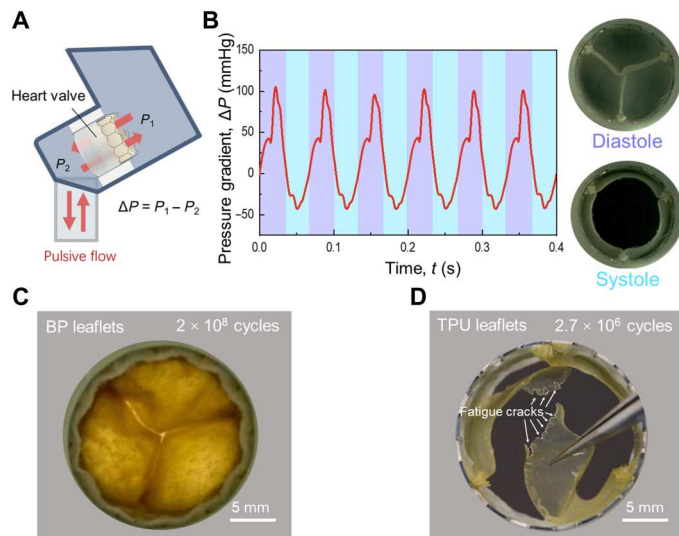 A
Heart valve
P₁
P₂
ΔP = P₁ – P₂
Pulsive flow
B
Pressure gradient, ΔP (mmHg)
150
100
50
0
−50
0.0 0.1 0.2 0.3 0.4
Time, t (s)
Diastole
Systole
C
BP leaflets 2 × 10⁸ cycles
5 mm
D
TPU leaflets 2.7 × 10⁶ cycles
Fatigue cracks
5 mm